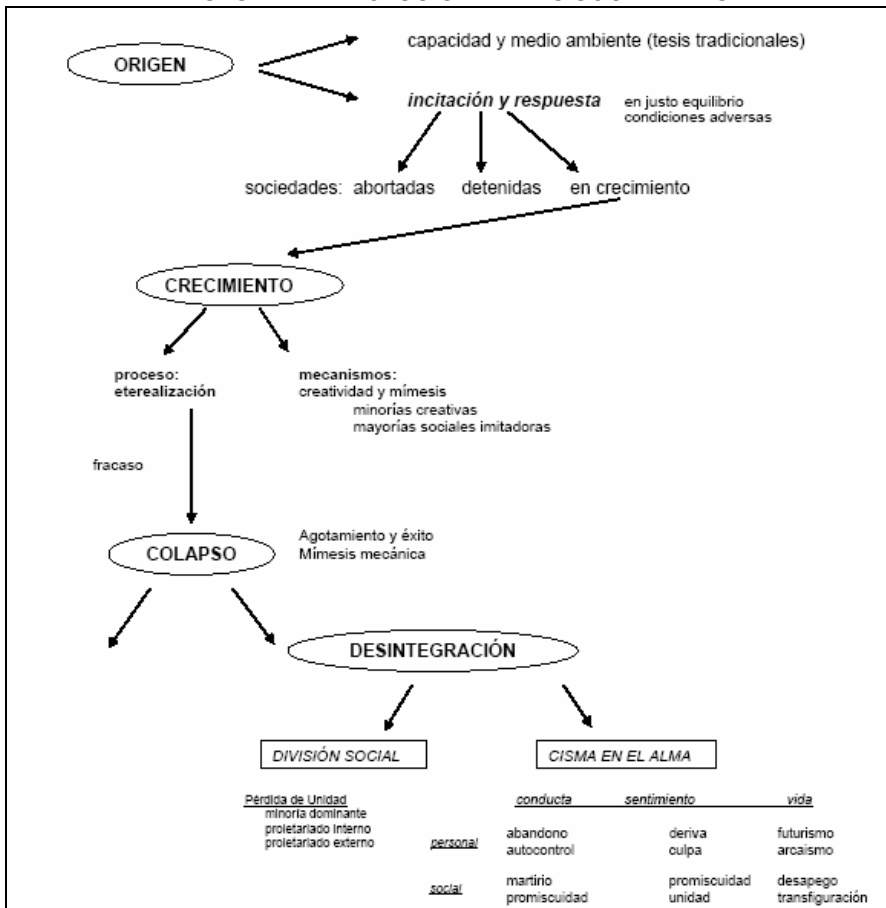 ORIGEN
capacidad y medio ambiente (tesis tradicionales)
incitación y respuesta en justo equilibrio
condiciones adversas
sociedades: abortadas detenidas en crecimiento
CRECIMIENTO
proceso: mecanismos:
eterealización creatividad y mímesis
minorías creativas
mayorías sociales imitadoras
fracaso
COLAPSO
Agotamiento y éxito
Mímesis mecánica
DESINTEGRACIÓN
DIVISIÓN SOCIAL CISMA EN EL ALMA
Pérdida de Unidad
minoría dominante
proletariado interno
proletariado externo
conducta sentimiento vida
personal
abandono deriva futurismo
autocontrol culpa arcaismo
social
martirio promiscuidad desapego
promiscuidad unidad transfiguración